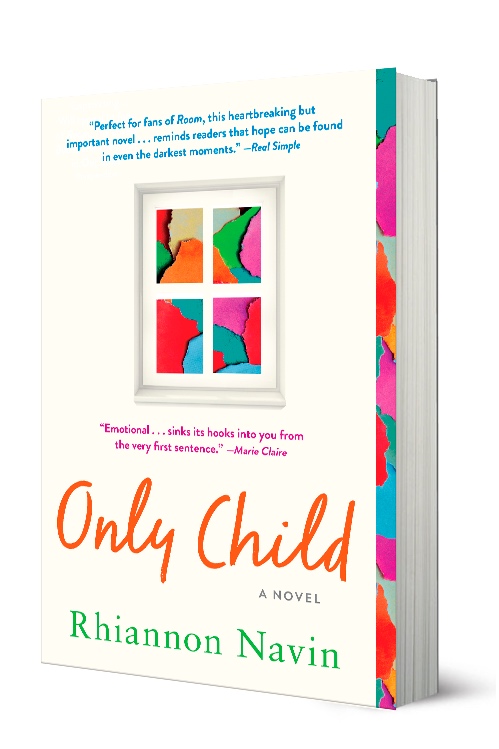 “Perfect for fans of Room, this heartbreaking but
important novel . . . reminds readers that hope can be found
in even the darkest moments.” —Real Simple
“Emotional . . . sinks its hooks into you from
the very first sentence.” —Marie Claire
Only Child
A NOVEL
Rhiannon Navin